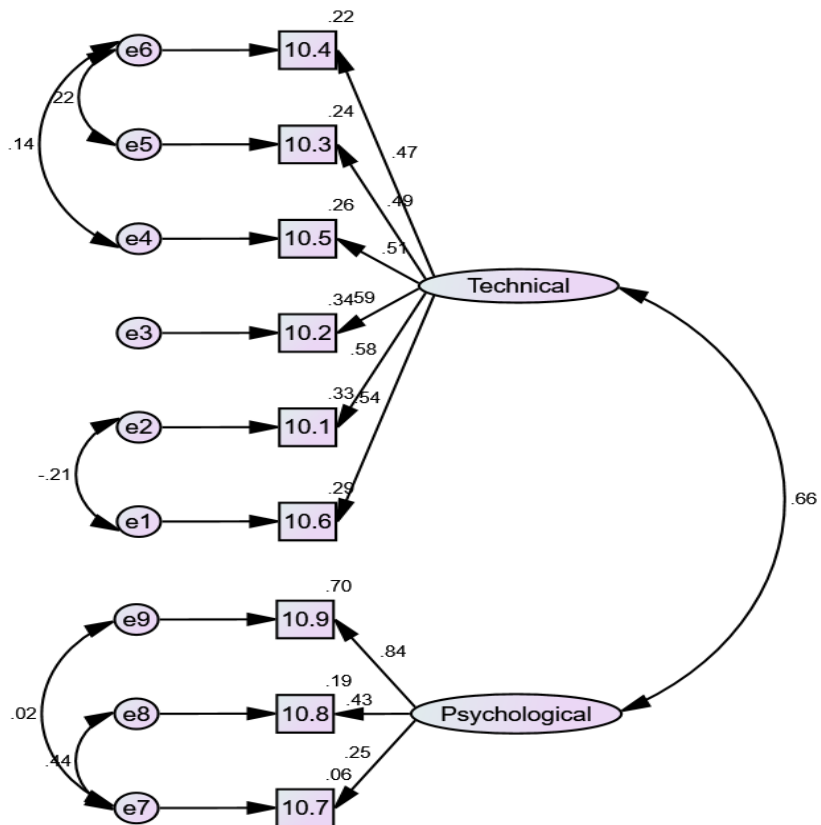 .22
e6 10.4
22
.47
.24
.14
e5 10.3
.49
.26
e4 10.5
.51
Technical
.34 .59
e3 10.2
.58
.33 .54
e2 10.1
-.21
.29
e1 10.6
.66
.70
e9 10.9
.84
.19
.43
.02
e8 10.8
Psychological
.44
.25
.06
e7 10.7